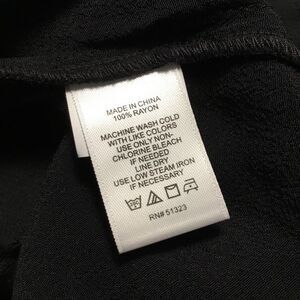 MADE IN CHINA
100% RAYON
MACHINE WASH COLD
WITH LIKE COLORS
USE ONLY NON-
CHLORINE BLEACH
IF NEEDED
LINE DRY
USE LOW STEAM IRON
IF NECESSARY
RN# 51323